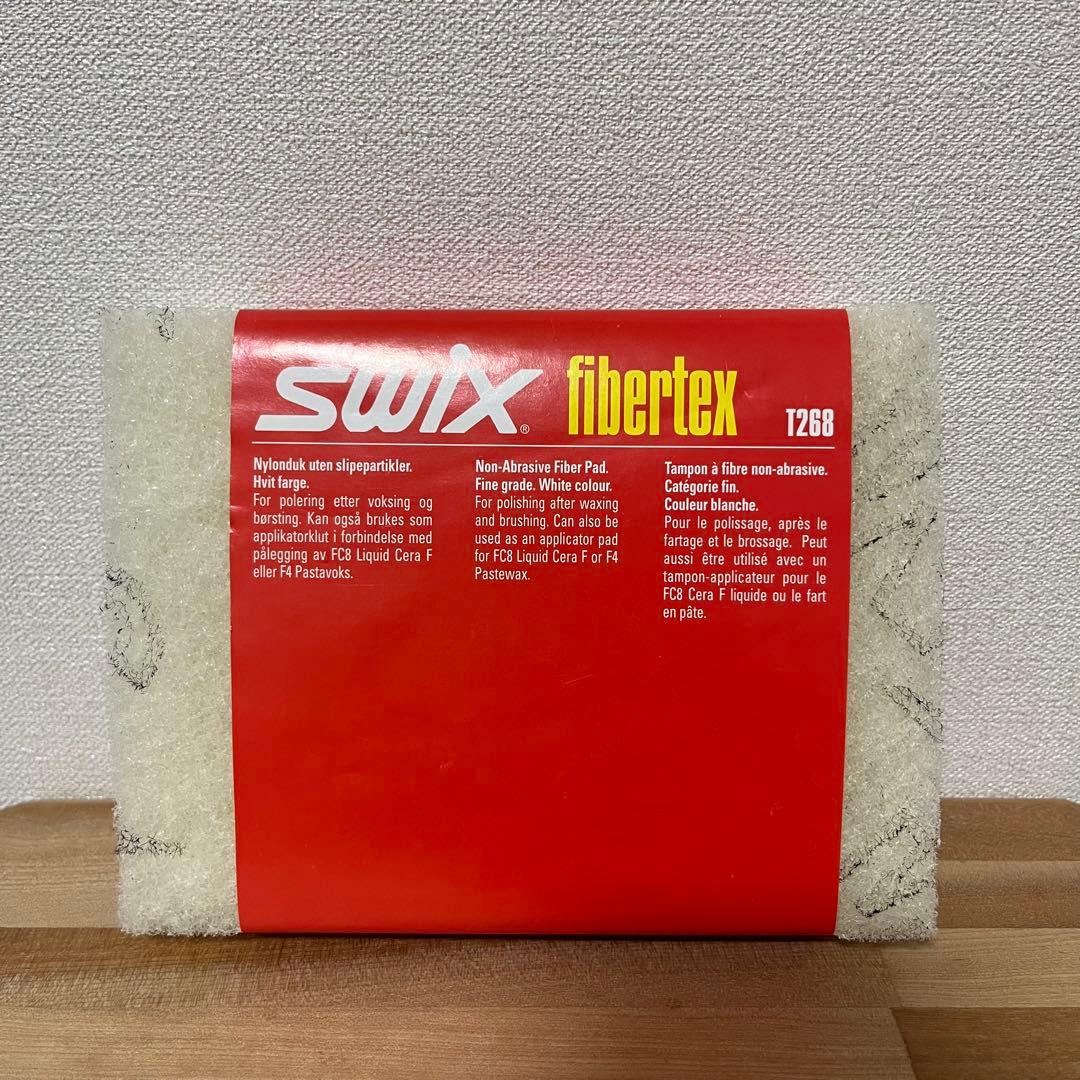 swix® fibertex T268
Nylonduk uten slipepartikler.
Hvit farge.
For polering etter voksing og
børsting. Kan også brukes som
applikatorklut i forbindelse med
pålegging av FC8 Liquid Cera F
eller F4 Pastavoks.
Non-Abrasive Fiber Pad.
Fine grade. White colour.
For polishing after waxing
and brushing. Can also be
used as an applicator pad
for FC8 Liquid Cera F or F4
Pastewax.
Tampon à fibre non-abrasive.
Catégorie fin.
Couleur blanche.
Pour le polissage, après le
fartage et le brossage. Peut
aussi être utilisé avec un
tampon-applicateur pour le
FC8 Cera F liquide ou le fart
en pâte.